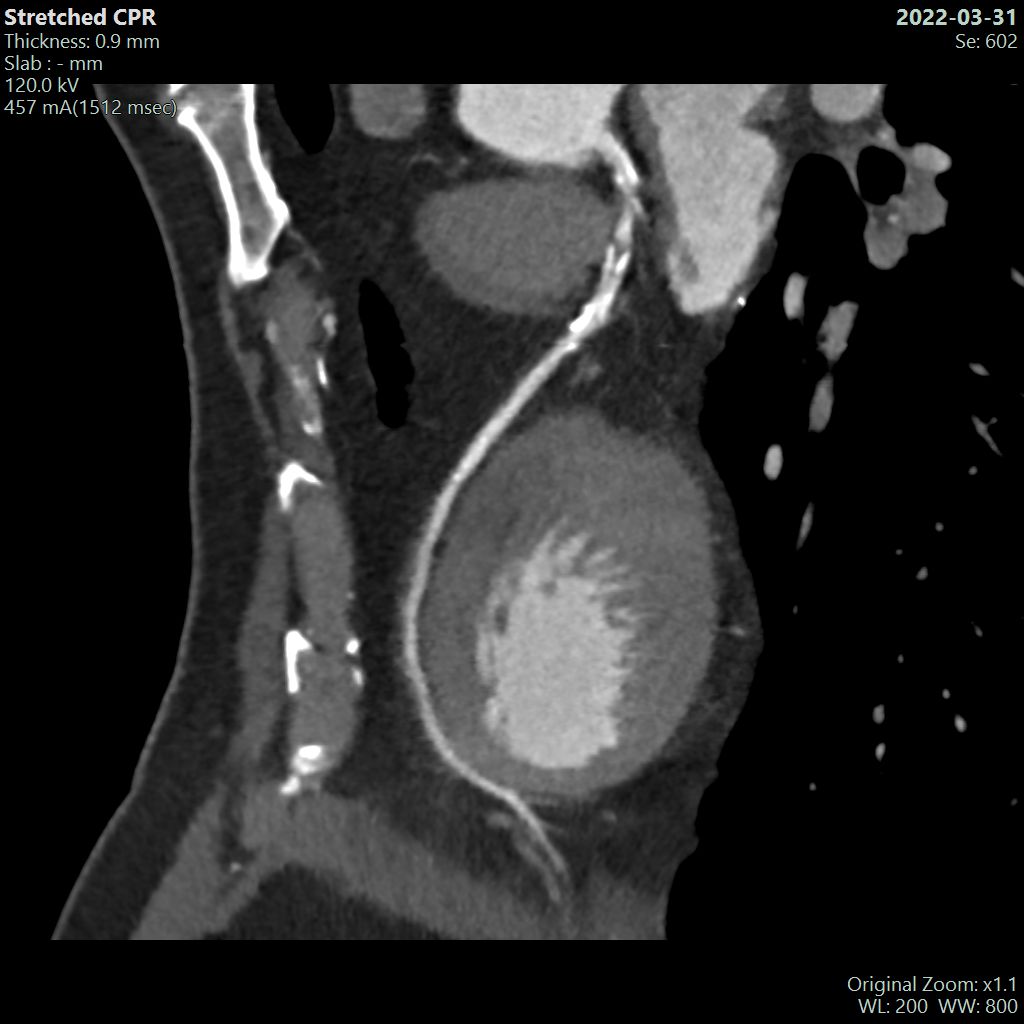 Stretched CPR
Thickness: 0.9 mm
Slab : - mm
120.0 kV
457 mA(1512 msec)
2022-03-31
Se: 602
Original Zoom: x1.1
WL: 200 WW: 800